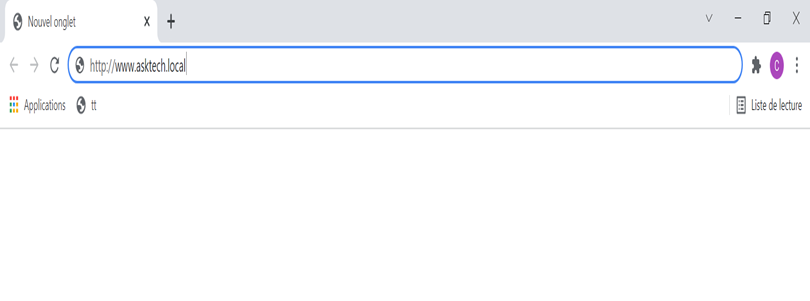 Nouvel onglet
http://www.asktech.local
C
Applications tt Liste de lecture